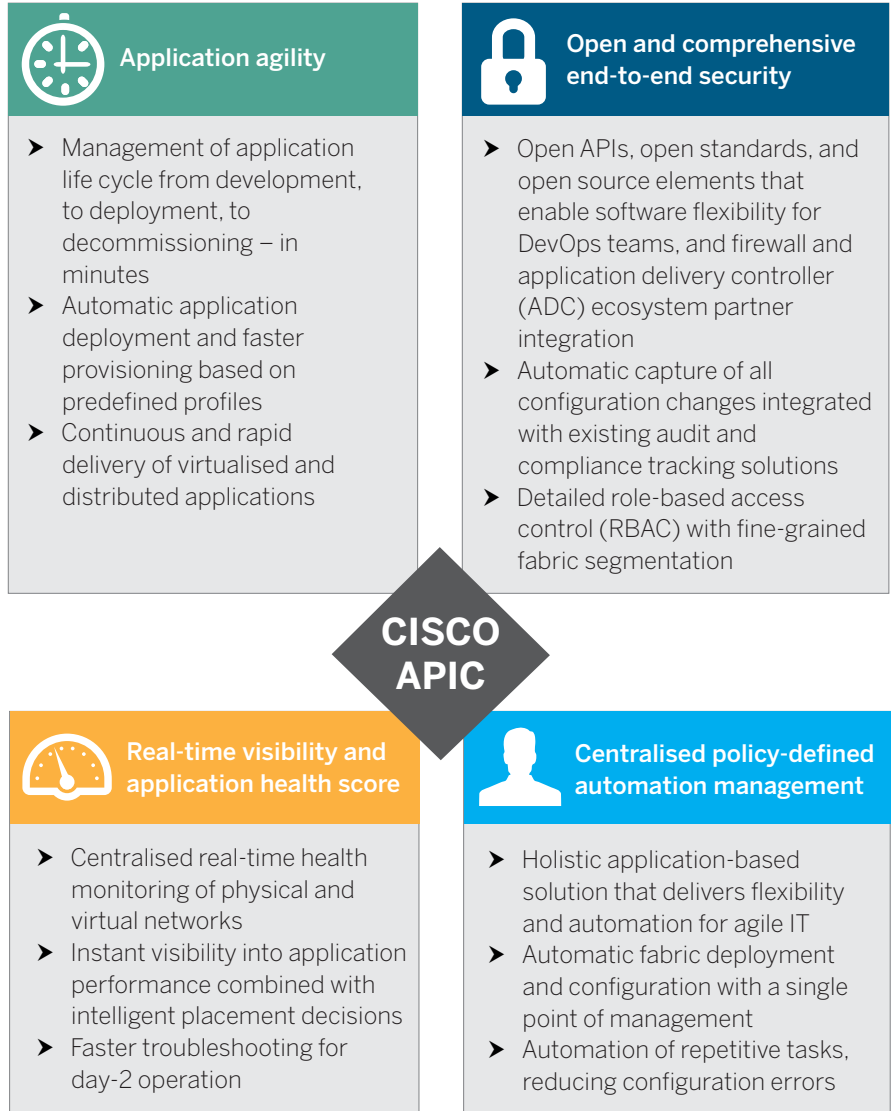 Application agility
➤ Management of application
life cycle from development,
to deployment, to
decommissioning – in
minutes
➤ Automatic application
deployment and faster
provisioning based on
predefined profiles
➤ Continuous and rapid
delivery of virtualised and
distributed applications
Open and comprehensive
end-to-end security
➤ Open APIs, open standards, and
open source elements that
enable software flexibility for
DevOps teams, and firewall and
application delivery controller
(ADC) ecosystem partner
integration
➤ Automatic capture of all
configuration changes integrated
with existing audit and
compliance tracking solutions
➤ Detailed role-based access
control (RBAC) with fine-grained
fabric segmentation
CISCO
APIC
Real-time visibility and
application health score
➤ Centralised real-time health
monitoring of physical and
virtual networks
➤ Instant visibility into application
performance combined with
intelligent placement decisions
➤ Faster troubleshooting for
day-2 operation
Centralised policy-defined
automation management
➤ Holistic application-based
solution that delivers flexibility
and automation for agile IT
➤ Automatic fabric deployment
and configuration with a single
point of management
➤ Automation of repetitive tasks,
reducing configuration errors